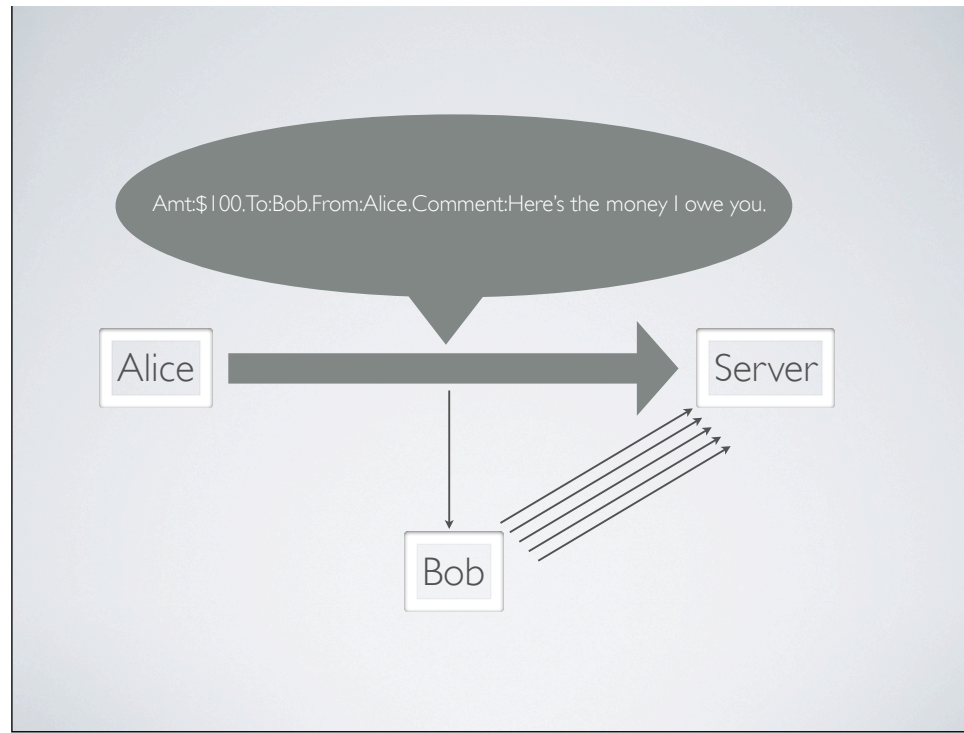 Amt:$100.To:Bob.From:Alice.Comment:Here's the money I owe you.
Alice
Server
Bob